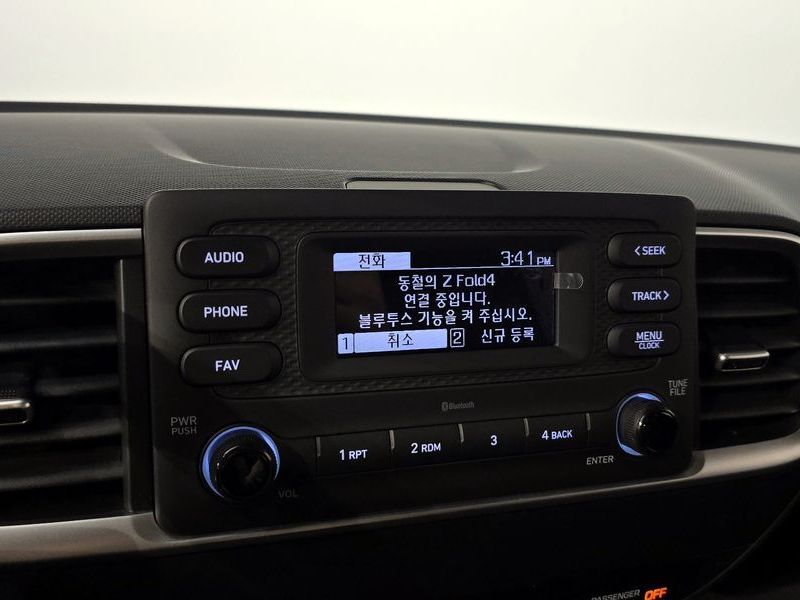 전화 3:41PM
동철의 Z Fold4
연결 중입니다.
블루투스 기능을 켜 주십시오.
1 취소 2 신규 등록
AUDIO
PHONE
FAV
< SEEK
TRACK >
MENU
CLOCK
Bluetooth
PWR
PUSH
VOL
1 RPT
2 RDM
3
4 BACK
TUNE
FILE
ENTER
PASSENGER OFF